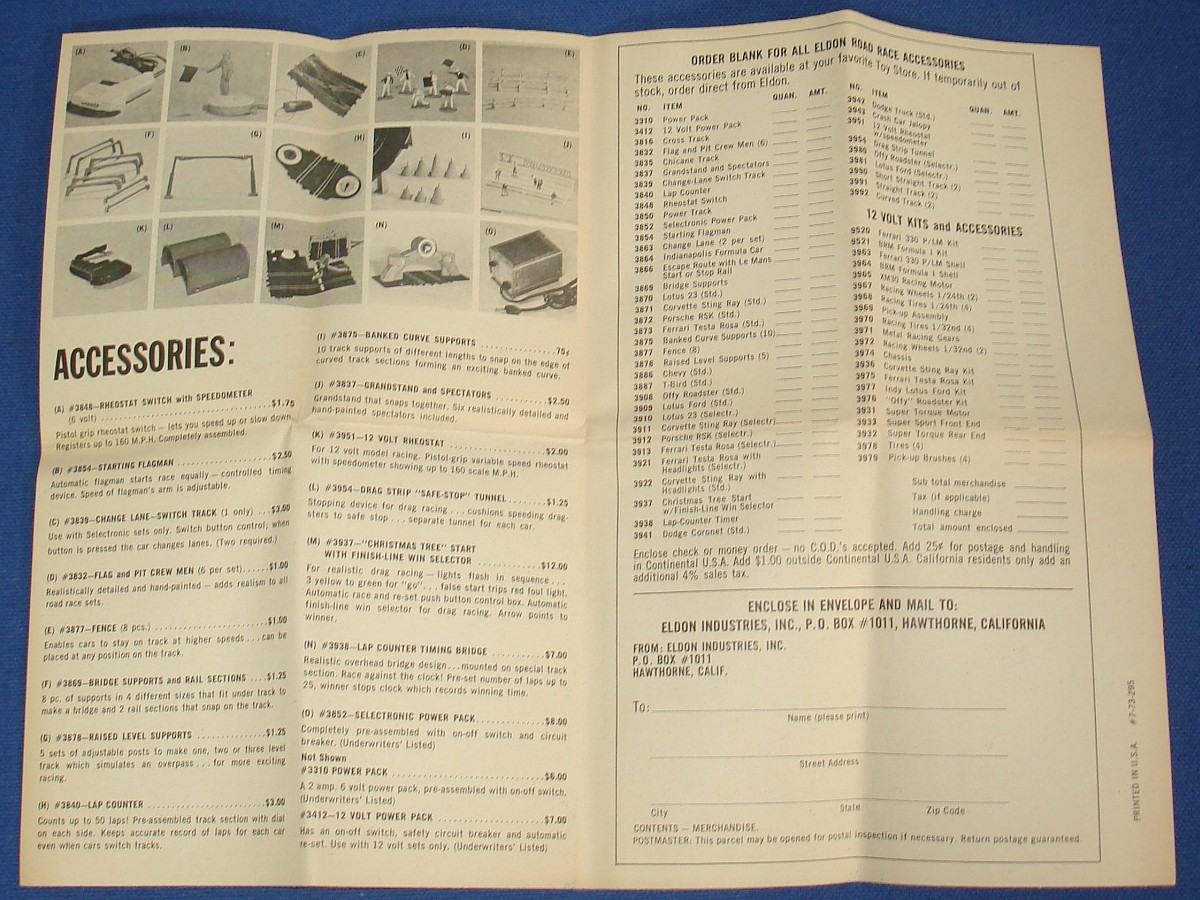 (A)
(B)
(C)
(D)
(E)
(F)
(G)
(H)
(I)
(J)
(K)
(L)
(M)
(N)
(O)
ACCESSORIES:
(A) #3848—RHEOSTAT SWITCH with SPEEDOMETER
(6 volt) ..............................$1.75
Pistol grip rheostat switch — lets you speed up or slow down.
Registers up to 160 M.P.H. Completely assembled.
(B) #3854—STARTING FLAGMAN ....................$2.50
Automatic flagman starts race equally — controlled timing
device. Speed of flagman's arm is adjustable.
(C) #3839—CHANGE LANE—SWITCH TRACK (1 only) ...$3.00
Use with Selectronic sets only. Switch button control; when
button is pressed the car changes lanes. (Two required.)
(D) #3832—FLAG and PIT CREW MEN (6 per set).....$1.00
Realistically detailed and hand-painted — adds realism to all
road race sets.
(E) #3877—FENCE (8 pcs.) ....................$1.00
Enables cars to stay on track at higher speeds ... can be
placed at any position on the track.
(F) #3869—BRIDGE SUPPORTS and RAIL SECTIONS ....$1.25
8 pc. of supports in 4 different sizes that fit under track to
make a bridge and 2 rail sections that snap on the track.
(G) #3878—RAISED LEVEL SUPPORTS ................$1.25
5 sets of adjustable posts to make one, two or three level
track which simulates an overpass ... for more exciting
racing.
(H) #3840—LAP COUNTER ........................$3.00
Counts up to 50 laps! Pre-assembled track section with dial
on each side. Keeps accurate record of laps for each car
even when cars switch tracks.
(I) #3875—BANKED CURVE SUPPORTS ................75¢
10 track supports of different lengths to snap on the edge of
curved track sections forming an exciting banked curve.
(J) #3837—GRANDSTAND and SPECTATORS ............$2.50
Grandstand that snaps together. Six realistically detailed and
hand-painted spectators included.
(K) #3951—12 VOLT RHEOSTAT ....................$2.00
For 12 volt model racing. Pistol-grip variable speed rheostat
with speedometer showing up to 160 scale M.P.H.
(L) #3954—DRAG STRIP "SAFE-STOP" TUNNEL ........$1.25
Stopping device for drag racing ... cushions speeding drag-
sters to safe stop ... separate tunnel for each car.
(M) #3937—"CHRISTMAS TREE" START
WITH FINISH-LINE WIN SELECTOR ................$12.00
For realistic drag racing — lights flash in sequence ...
3 yellow to green for "go" ... false start trips red foul light.
Automatic race and re-set push button control box. Automatic
finish-line win selector for drag racing. Arrow points to
winner.
(N) #3938—LAP COUNTER TIMING BRIDGE ............$7.00
Realistic overhead bridge design ... mounted on special track
section. Race against the clock! Pre-set number of laps up to
25, winner stops clock which records winning time.
(O) #3852—SELECTRONIC POWER PACK................$8.00
Completely pre-assembled with on-off switch and circuit
breaker. (Underwriters' Listed)
Not Shown
#3310 POWER PACK ............................$6.00
A 2 amp. 6 volt power pack, pre-assembled with on-off switch.
(Underwriters' Listed)
#3412—12 VOLT POWER PACK ....................$7.00
Has an on-off switch, safety circuit breaker and automatic
re-set. Use with 12 volt sets only. (Underwriters' Listed)
ORDER BLANK FOR ALL ELDON ROAD RACE ACCESSORIES
These accessories are available at your favorite Toy Store. If temporarily out of
stock, order direct from Eldon.
NO. ITEM QUAN. AMT.
3310 Power Pack
3412 12 Volt Power Pack
3816 Cross Track
3832 Flag and Pit Crew Men (6)
3835 Chicane Track
3837 Grandstand and Spectators
3839 Change-Lane Switch Track
3840 Lap Counter
3848 Rheostat Switch
3850 Power Track
3852 Selectronic Power Pack
3854 Starting Flagman
3863 Change Lane (2 per set)
3864 Indianapolis Formula Car
3866 Escape Route with Le Mans
Start or Stop Rail
3869 Bridge Supports
3870 Lotus 23 (Std.)
3871 Corvette Sting Ray (Std.)
3872 Porsche RSK (Std.)
3873 Ferrari Testa Rosa (Std.)
3875 Banked Curve Supports (10)
3877 Fence (8)
3878 Raised Level Supports (5)
3886 Chevy (Std.)
3887 T-Bird (Std.)
3908 Offy Roadster (Std.)
3909 Lotus Ford (Std.)
3910 Lotus 23 (Selectr.)
3911 Corvette Sting Ray (Selectr.)
3912 Porsche RSK (Selectr.)
3913 Ferrari Testa Rosa (Selectr.)
3921 Ferrari Testa Rosa with
Headlights (Selectr.)
3922 Corvette Sting Ray with
Headlights (Std.)
3937 Christmas Tree Start
w/Finish-Line Win Selector
3938 Lap-Counter Timer
3941 Dodge Coronet (Std.)
NO. ITEM QUAN. AMT.
3942 Dodge Truck (Std.)
3943 Crash Car Jalopy
3951 12 Volt Rheostat
w/speedometer
3954 Drag Strip Tunnel
3980 Offy Roadster (Selectr.)
3981 Lotus Ford (Selectr.)
3990 Short Straight Track (2)
3991 Straight Track (2)
3992 Curved Track (2)
12 VOLT KITS and ACCESSORIES
9520 Ferrari 330 P/LM Kit
9521 BRM Formula I Kit
3963 Ferrari 330 P/LM Shell
3964 BRM Formula I Shell
3965 XM30 Racing Motor
3967 Racing Wheels 1/24th (2)
3968 Racing Tires 1/24th (4)
3969 Pick-up Assembly
3970 Racing Tires 1/32nd (4)
3971 Metal Racing Gears
3972 Racing Wheels 1/32nd (2)
3974 Chassis
3936 Corvette Sting Ray Kit
3975 Ferrari Testa Rosa Kit
3977 Indy Lotus Ford Kit
3976 "Offy" Roadster Kit
3931 Super Torque Motor
3933 Super Sport Front End
3932 Super Torque Rear End
3978 Tires (4)
3979 Pick-up Brushes (4)
Sub total merchandise
Tax (if applicable)
Handling charge
Total amount enclosed
Enclose check or money order — no C.O.D.'s accepted. Add 25¢ for postage and handling
in Continental U.S.A. Add $1.00 outside Continental U.S.A. California residents only add an
additional 4% sales tax.
ENCLOSE IN ENVELOPE AND MAIL TO:
ELDON INDUSTRIES, INC., P.O. BOX #1011, HAWTHORNE, CALIFORNIA
FROM: ELDON INDUSTRIES, INC.
P.O. BOX #1011
HAWTHORNE, CALIF.
To:
Name (please print)
Street Address
City State Zip Code
CONTENTS — MERCHANDISE.
POSTMASTER: This parcel may be opened for postal inspection if necessary. Return postage guaranteed.
PRINTED IN U.S.A. #7-73-295